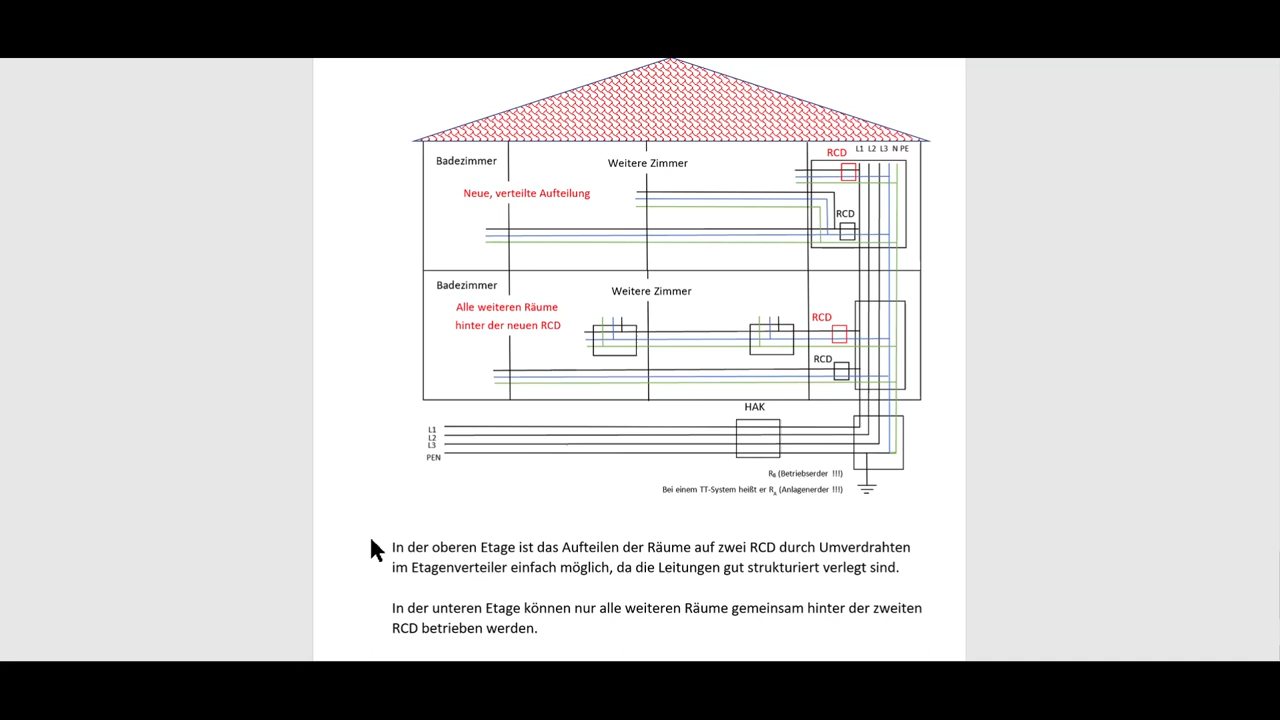 RCD
L1 L2 L3 N PE
Badezimmer
Weitere Zimmer
Neue, verteilte Aufteilung
RCD
Badezimmer
Weitere Zimmer
Alle weiteren Räume
hinter der neuen RCD
RCD
RCD
HAK
L1
L2
L3
PEN
RB (Betriebserder !!!)
Bei einem TT-System heißt er RA (Anlagenerder !!!)
In der oberen Etage ist das Aufteilen der Räume auf zwei RCD durch Umverdrahten
im Etagenverteiler einfach möglich, da die Leitungen gut strukturiert verlegt sind.
In der unteren Etage können nur alle weiteren Räume gemeinsam hinter der zweiten
RCD betrieben werden.